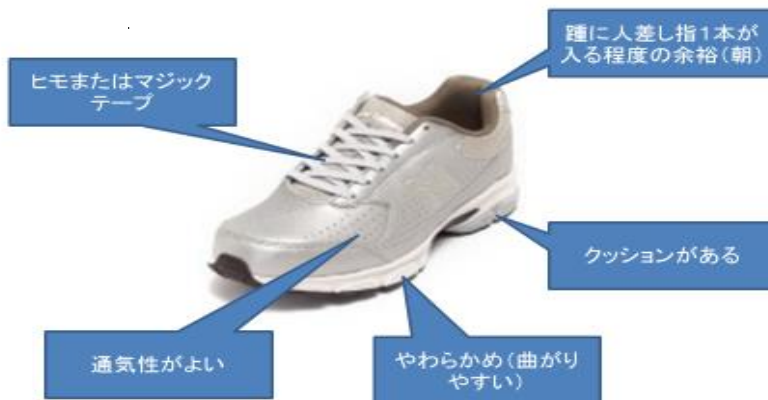 踵に人差し指1本が
入る程度の余裕(朝)
ヒモまたはマジック
テープ
クッションがある
通気性がよい
やわらかめ(曲がり
やすい)